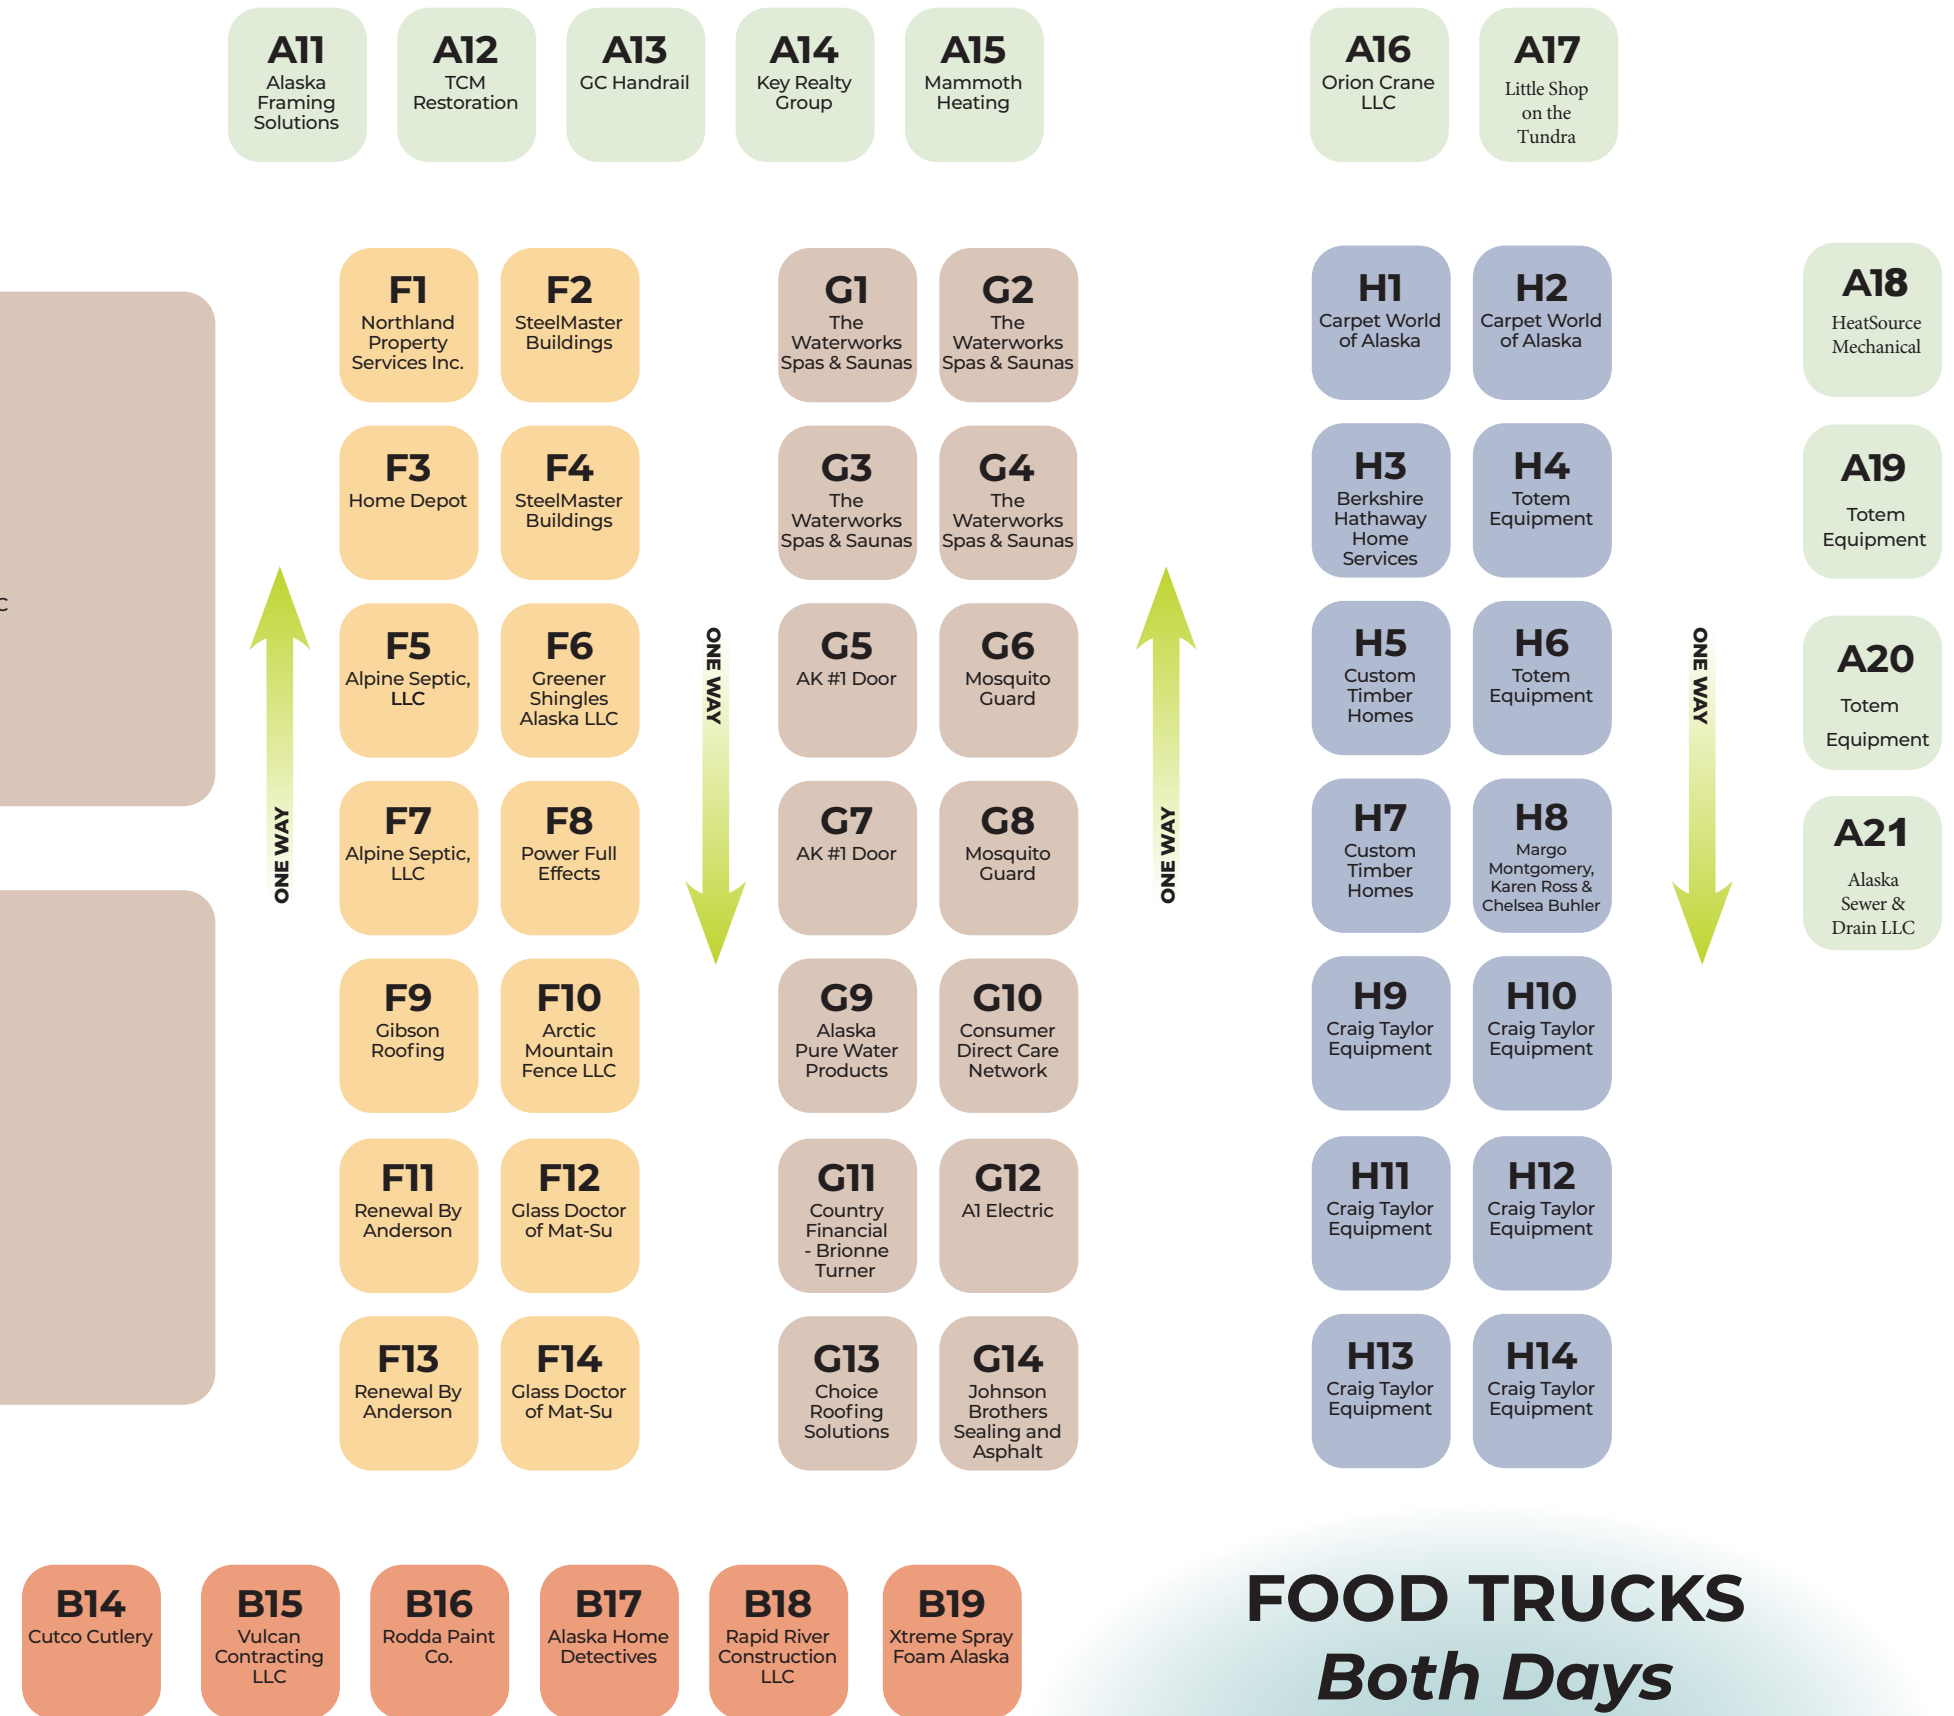 A11
Alaska
Framing
Solutions
A12
TCM
Restoration
A13
GC Handrail
A14
Key Realty
Group
A15
Mammoth
Heating
A16
Orion Crane
LLC
A17
Little Shop
on the
Tundra
F1
Northland
Property
Services Inc.
F2
SteelMaster
Buildings
G1
The
Waterworks
Spas & Saunas
G2
The
Waterworks
Spas & Saunas
H1
Carpet World
of Alaska
H2
Carpet World
of Alaska
A18
HeatSource
Mechanical
F3
Home Depot
F4
SteelMaster
Buildings
G3
The
Waterworks
Spas & Saunas
G4
The
Waterworks
Spas & Saunas
H3
Berkshire
Hathaway
Home
Services
H4
Totem
Equipment
A19
Totem
Equipment
C
ONE WAY
F5
Alpine Septic,
LLC
F6
Greener
Shingles
Alaska LLC
ONE WAY
G5
AK #1 Door
G6
Mosquito
Guard
ONE WAY
H5
Custom
Timber
Homes
H6
Totem
Equipment
ONE WAY
A20
Totem
Equipment
F7
Alpine Septic,
LLC
F8
Power Full
Effects
G7
AK #1 Door
G8
Mosquito
Guard
H7
Custom
Timber
Homes
H8
Margo
Montgomery,
Karen Ross &
Chelsea Buhler
A21
Alaska
Sewer &
Drain LLC
F9
Gibson
Roofing
F10
Arctic
Mountain
Fence LLC
G9
Alaska
Pure Water
Products
G10
Consumer
Direct Care
Network
H9
Craig Taylor
Equipment
H10
Craig Taylor
Equipment
F11
Renewal By
Anderson
F12
Glass Doctor
of Mat-Su
G11
Country
Financial
- Brionne
Turner
G12
A1 Electric
H11
Craig Taylor
Equipment
H12
Craig Taylor
Equipment
F13
Renewal By
Anderson
F14
Glass Doctor
of Mat-Su
G13
Choice
Roofing
Solutions
G14
Johnson
Brothers
Sealing and
Asphalt
H13
Craig Taylor
Equipment
H14
Craig Taylor
Equipment
B14
Cutco Cutlery
B15
Vulcan
Contracting
LLC
B16
Rodda Paint
Co.
B17
Alaska Home
Detectives
B18
Rapid River
Construction
LLC
B19
Xtreme Spray
Foam Alaska
FOOD TRUCKS
Both Days